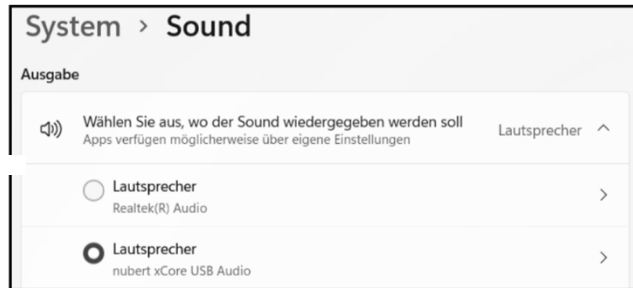 System > Sound
Ausgabe
Wählen Sie aus, wo der Sound wiedergegeben werden soll
Apps verfügen möglicherweise über eigene Einstellungen
Lautsprecher
Lautsprecher
Realtek(R) Audio
Lautsprecher
nubert xCore USB Audio